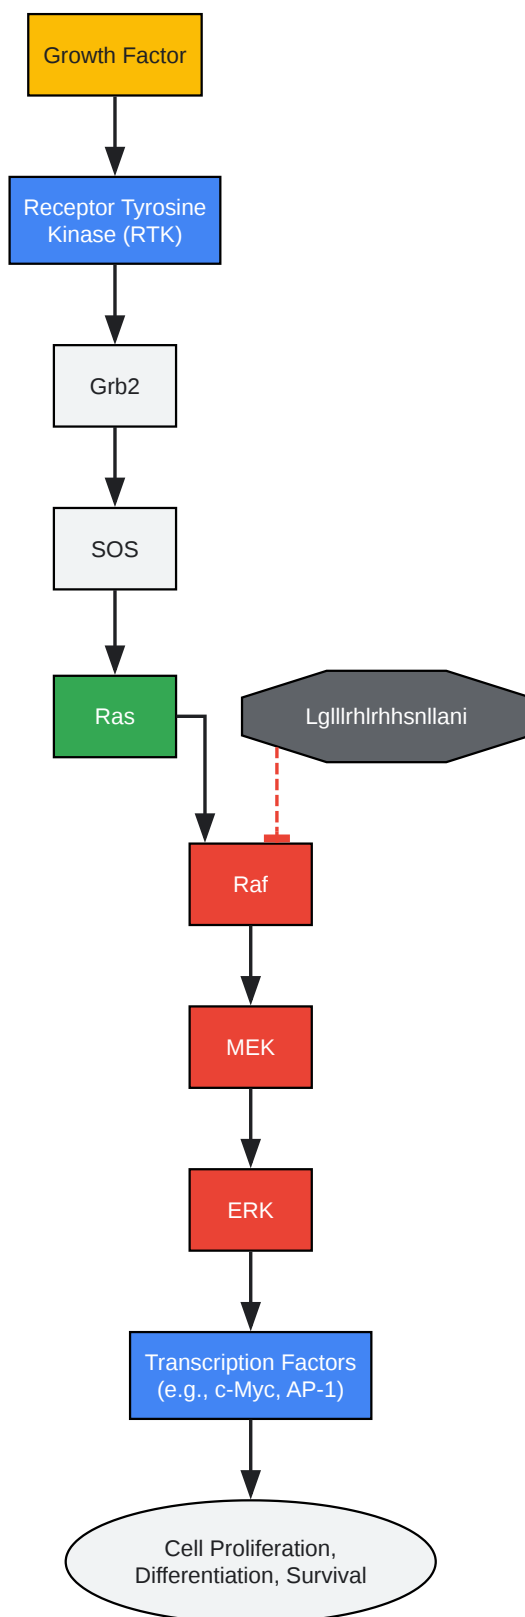 Growth Factor
Receptor Tyrosine
Kinase (RTK)
Grb2
SOS
Ras
Lglllrhlrhhsnllani
Raf
MEK
ERK
Transcription Factors
(e.g., c-Myc, AP-1)
Cell Proliferation,
Differentiation, Survival